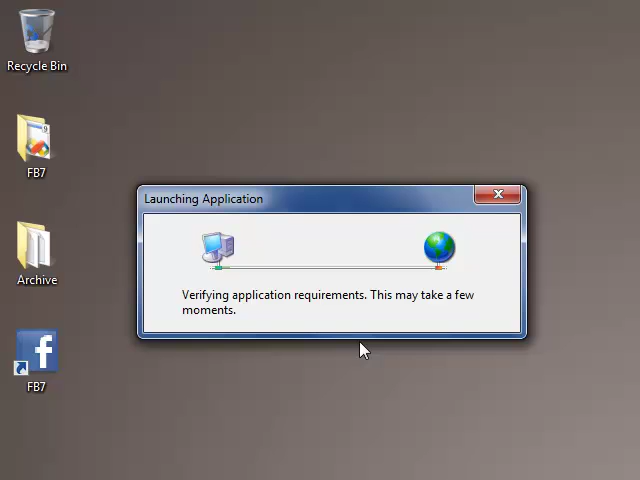 Recycle Bin
FB7
Archive
FB7
Launching Application
Verifying application requirements. This may take a few
moments.